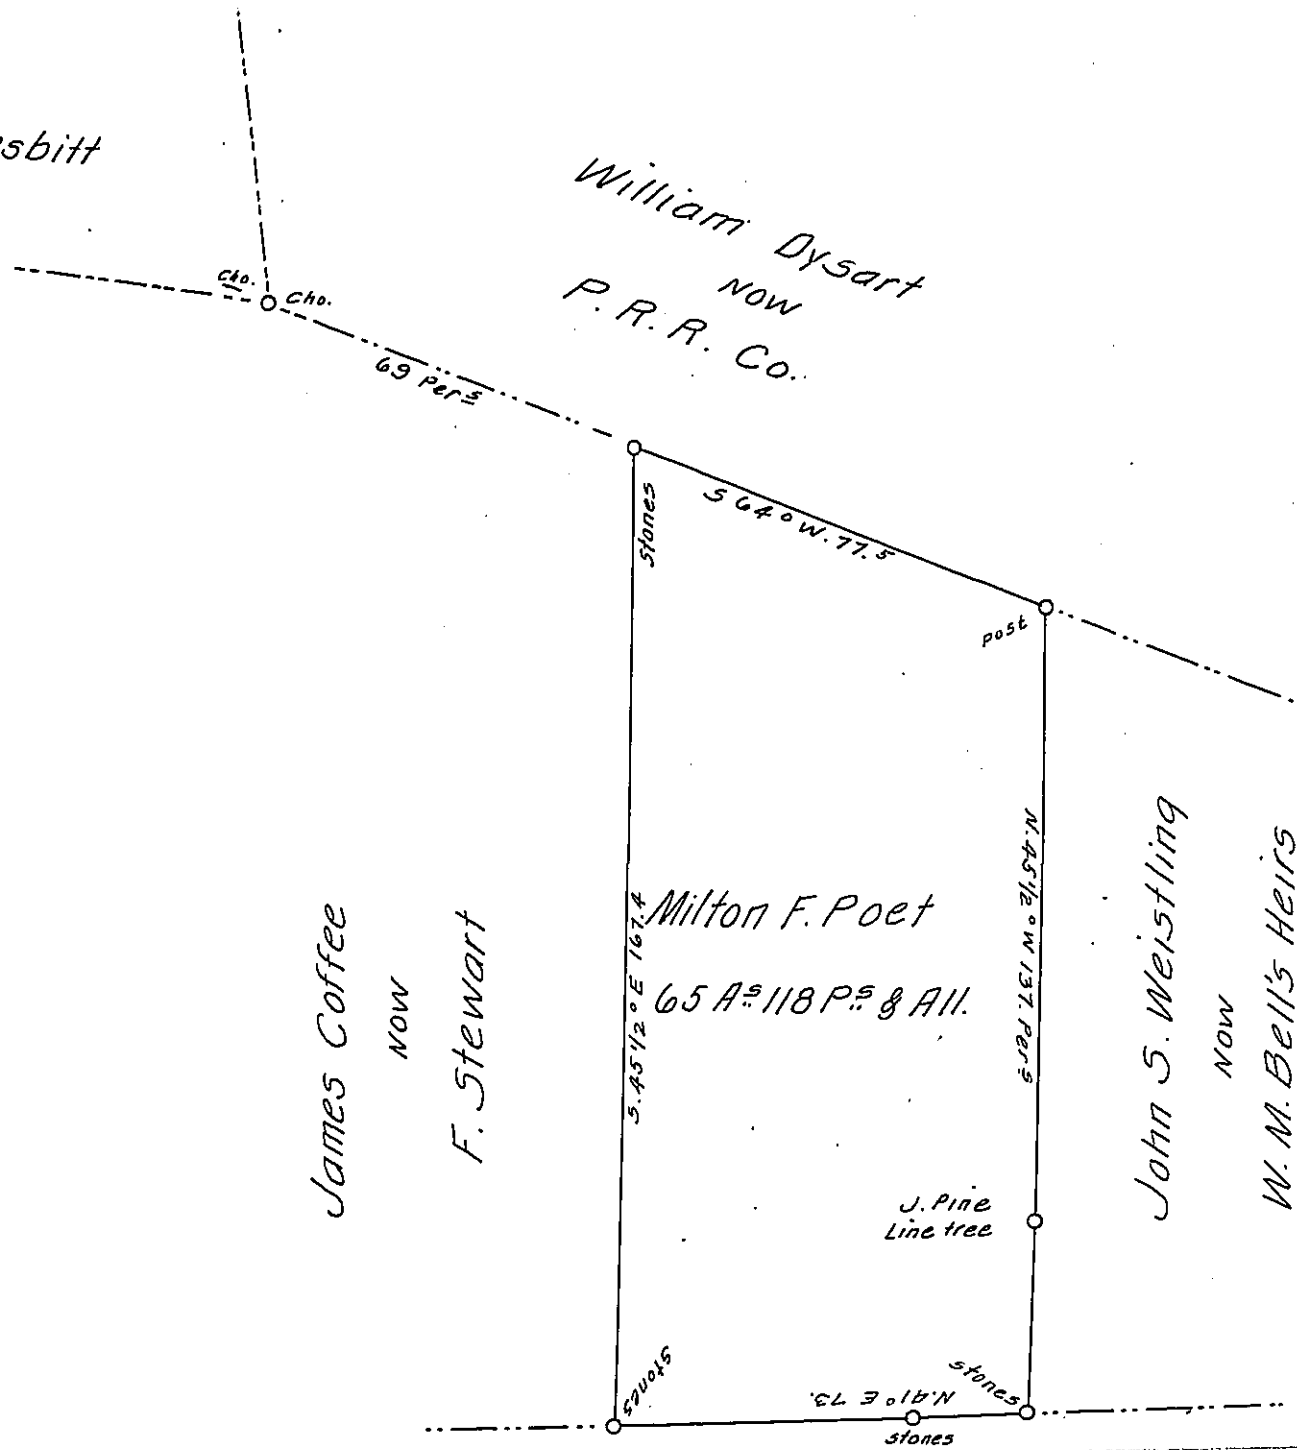 William Dysart
NOW
P. R. R. Co.
Cho.
Cho.
69 Perˢ
stones
S 64° W. 77.5
post
S. 45 1/2° E 167.4
N. 45 1/2° W 137. Perˢ
Milton F. Poet
65 Aˢ 118 Pˢ & All.
James Coffee
NOW
F. Stewart
John S. Weistling
NOW
W. M. Bell's Heirs
J. Pine
Line tree
stones
stones
N. 41° E 73.
stones